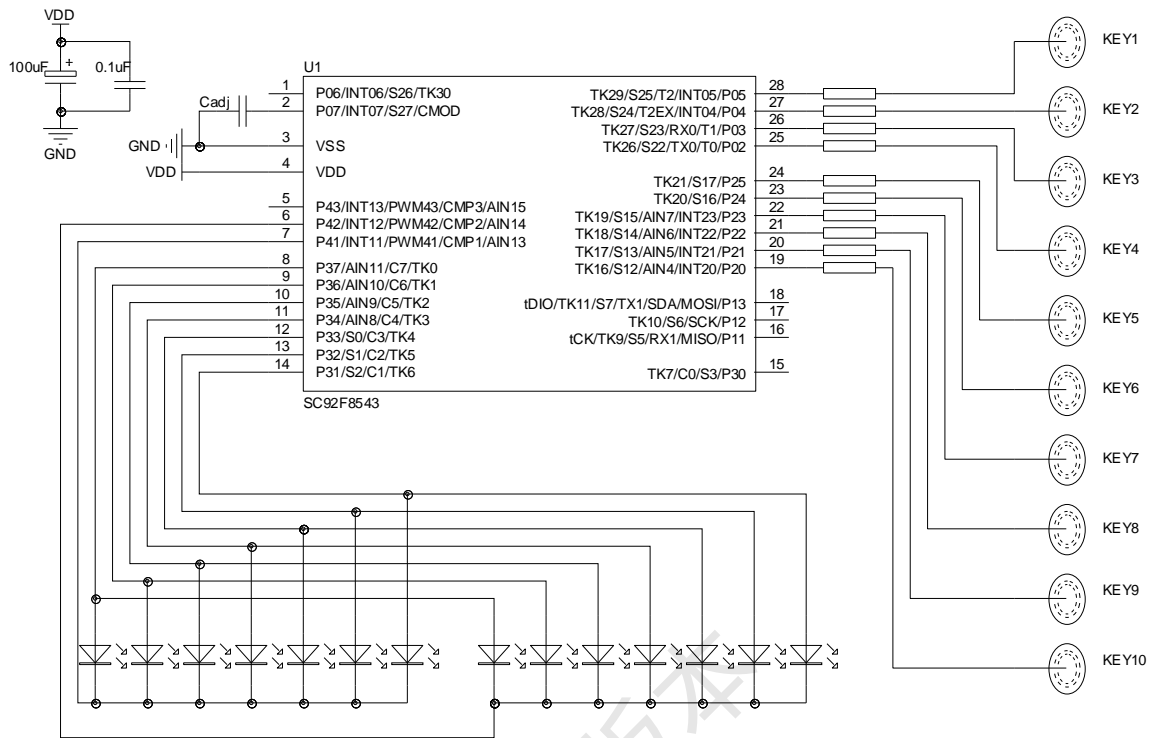 VDD
100uF
+
0.1uF
GND
U1
Cadj
GND
VDD
1 P06/INT06/S26/TK30
2 P07/INT07/S27/CMOD
3 VSS
4 VDD
5 P43/INT13/PWM43/CMP3/AIN15
6 P42/INT12/PWM42/CMP2/AIN14
7 P41/INT11/PWM41/CMP1/AIN13
8 P37/AIN11/C7/TK0
9 P36/AIN10/C6/TK1
10 P35/AIN9/C5/TK2
11 P34/AIN8/C4/TK3
12 P33/S0/C3/TK4
13 P32/S1/C2/TK5
14 P31/S2/C1/TK6
TK29/S25/T2/INT05/P05 28
TK28/S24/T2EX/INT04/P04 27
TK27/S23/RX0/T1/P03 26
TK26/S22/TX0/T0/P02 25
TK21/S17/P25 24
TK20/S16/P24 23
TK19/S15/AIN7/INT23/P23 22
TK18/S14/AIN6/INT22/P22 21
TK17/S13/AIN5/INT21/P21 20
TK16/S12/AIN4/INT20/P20 19
tDIO/TK11/S7/TX1/SDA/MOSI/P13 18
TK10/S6/SCK/P12 17
tCK/TK9/S5/RX1/MISO/P11 16
TK7/C0/S3/P30 15
SC92F8543
KEY1
KEY2
KEY3
KEY4
KEY5
KEY6
KEY7
KEY8
KEY9
KEY10
版本